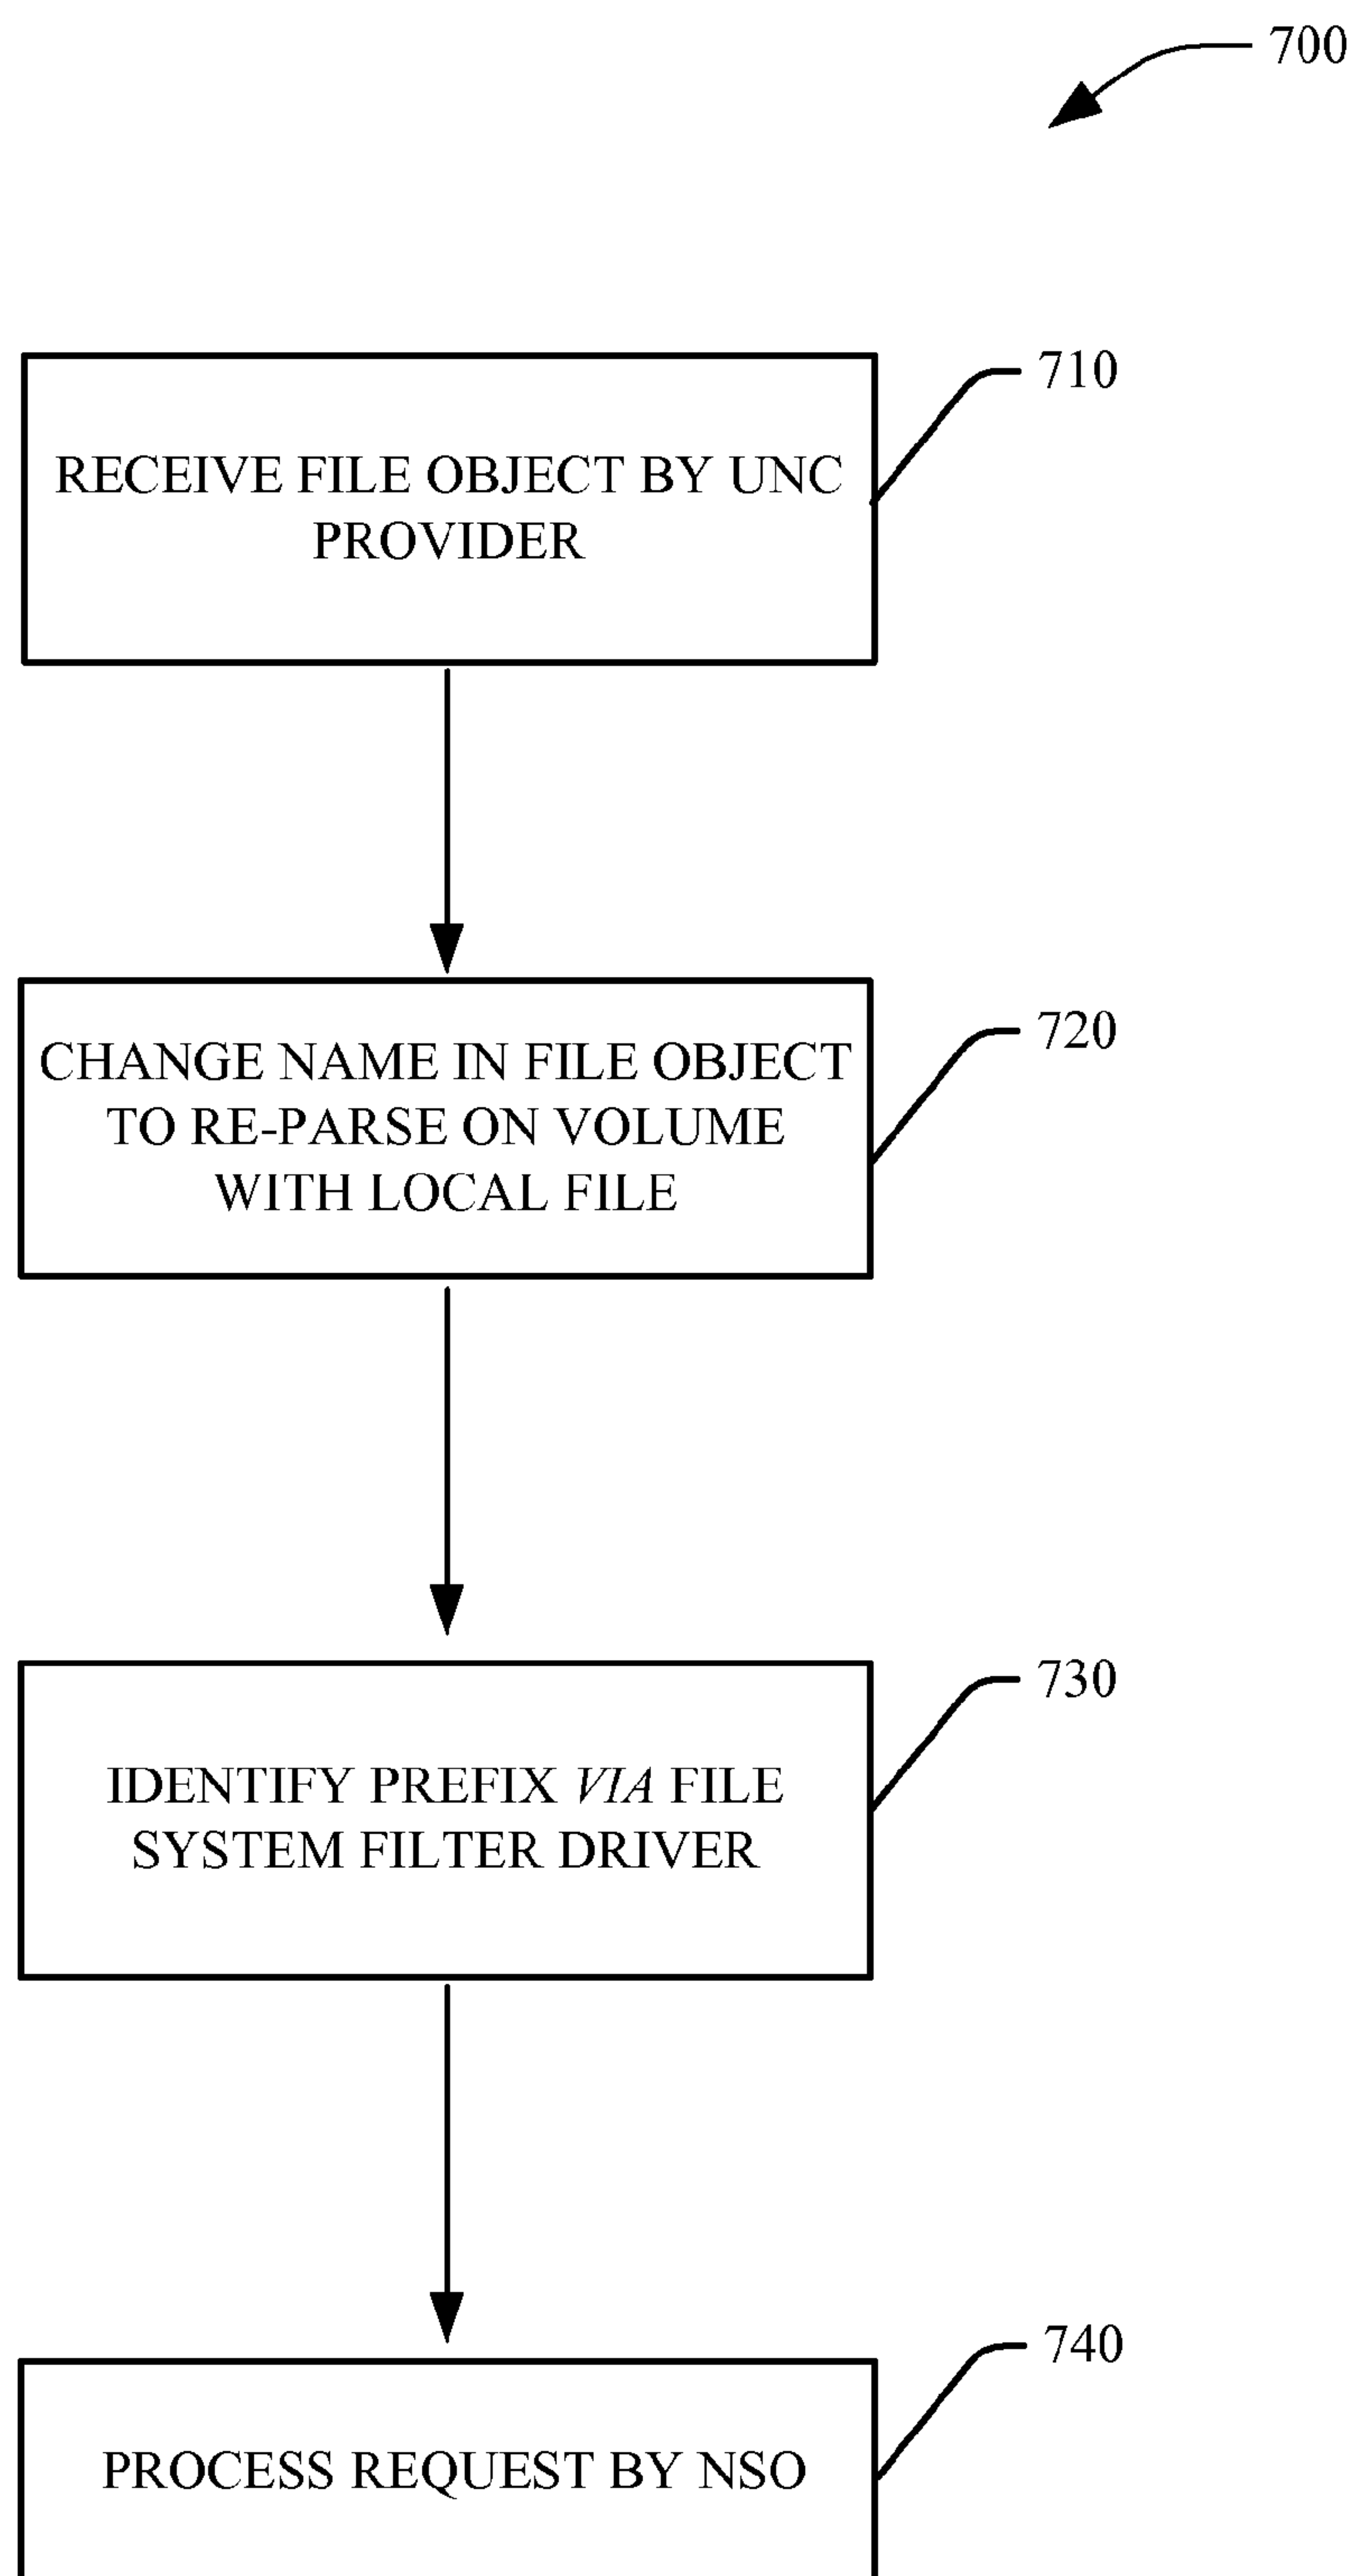 700
710
RECEIVE FILE OBJECT BY UNC
PROVIDER
720
CHANGE NAME IN FILE OBJECT
TO RE-PARSE ON VOLUME
WITH LOCAL FILE
730
IDENTIFY PREFIX VIA FILE
SYSTEM FILTER DRIVER
740
PROCESS REQUEST BY NSO